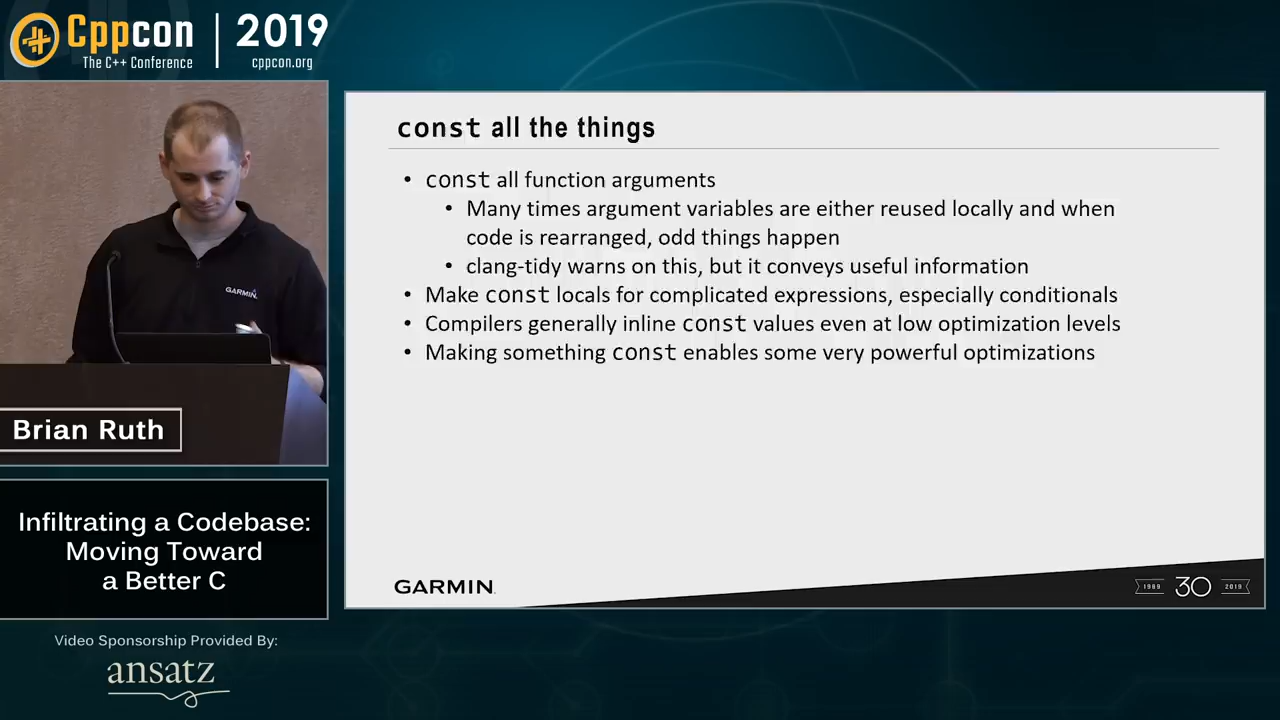 Cppcon | 2019
The C++ Conference
cppcon.org
GARMIN
Brian Ruth
Infiltrating a Codebase:
Moving Toward
a Better C
Video Sponsorship Provided By:
ansatz
const all the things
• const all function arguments
• Many times argument variables are either reused locally and when
code is rearranged, odd things happen
• clang-tidy warns on this, but it conveys useful information
• Make const locals for complicated expressions, especially conditionals
• Compilers generally inline const values even at low optimization levels
• Making something const enables some very powerful optimizations
GARMIN
1989 30 2019